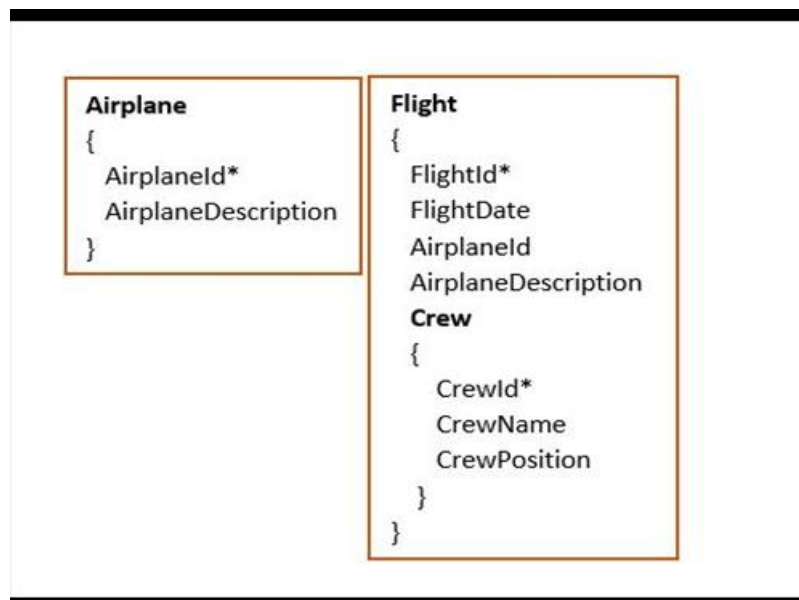 Airplane
{
AirplaneId*
AirplaneDescription
}
Flight
{
FlightId*
FlightDate
AirplaneId
AirplaneDescription
Crew
{
CrewId*
CrewName
CrewPosition
}
}